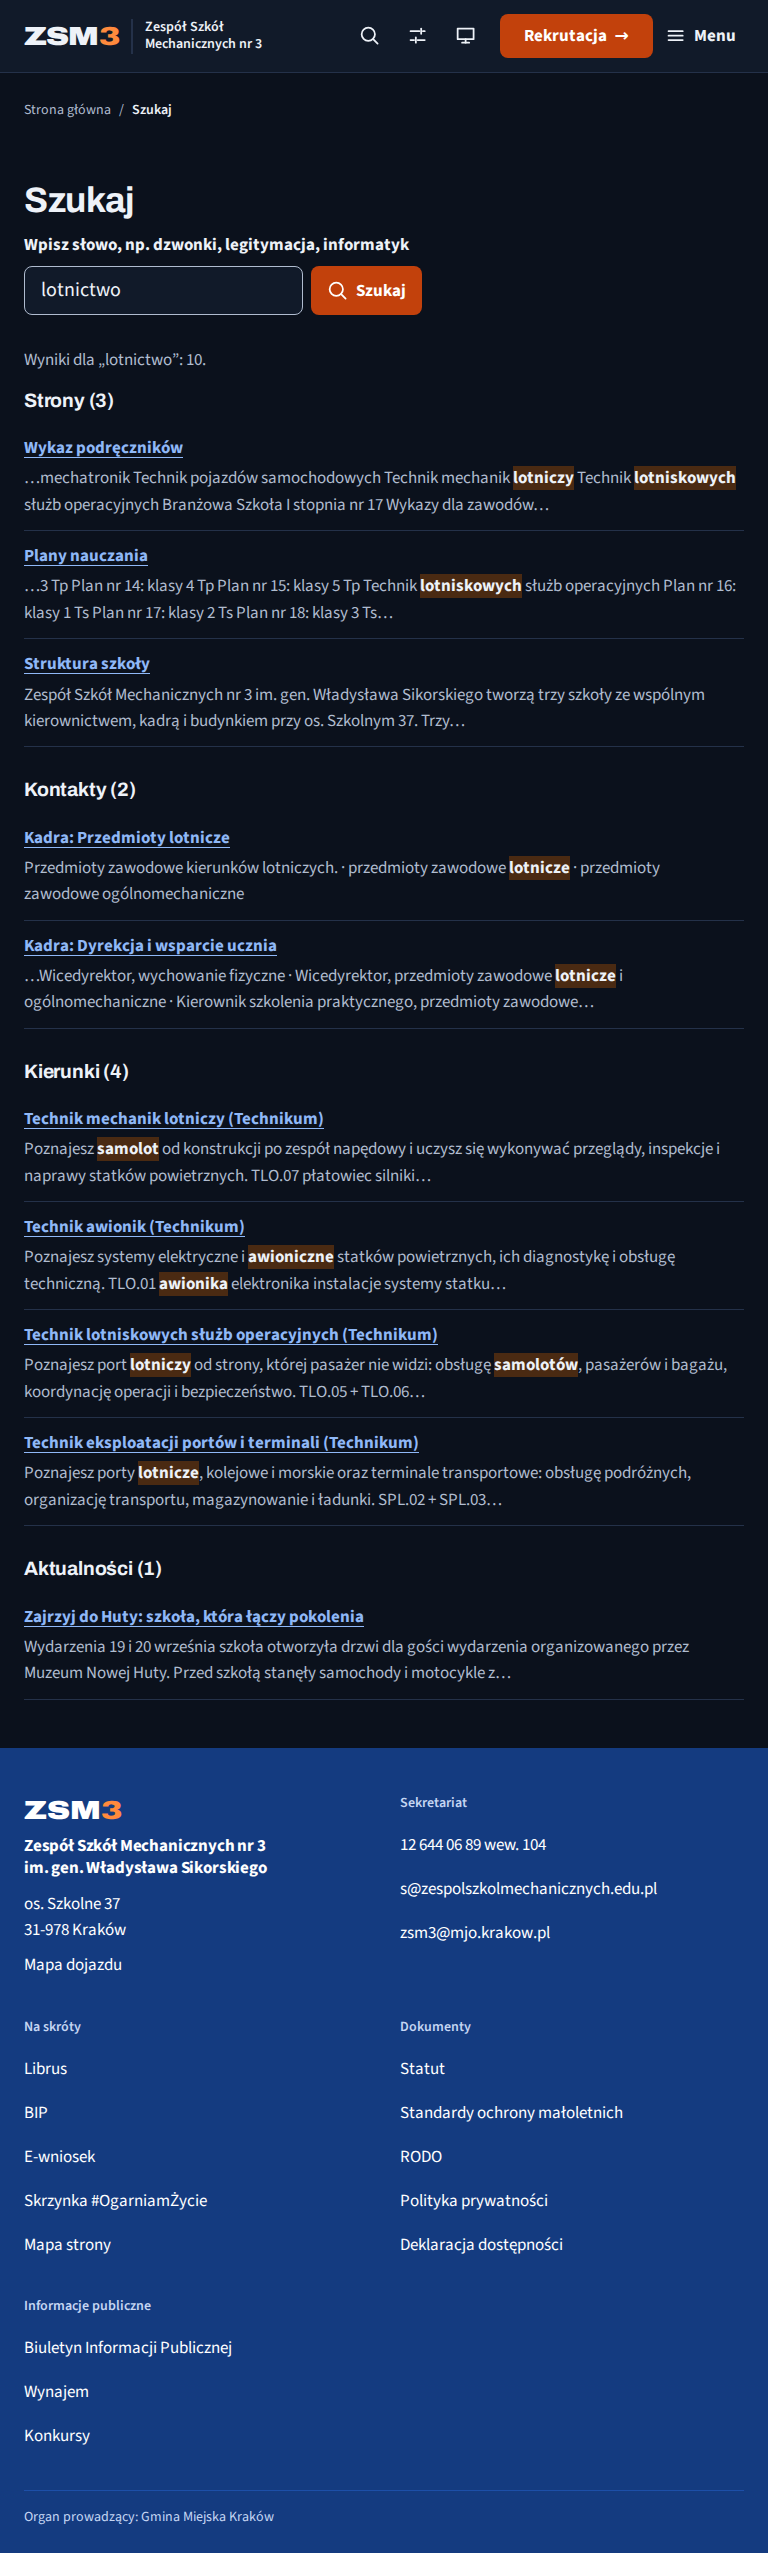 ZSM3
Zespół Szkół
Mechanicznych nr 3
Rekrutacja →
Menu
Strona główna / Szukaj
Szukaj
Wpisz słowo, np. dzwonki, legitymacja, informatyk
lotnictwo
Szukaj
Wyniki dla „lotnictwo”: 10.
Strony (3)
Wykaz podręczników
…mechatronik Technik pojazdów samochodowych Technik mechanik lotniczy Technik lotniskowych
służb operacyjnych Branżowa Szkoła I stopnia nr 17 Wykazy dla zawodów…
Plany nauczania
…3 Tp Plan nr 14: klasy 4 Tp Plan nr 15: klasy 5 Tp Technik lotniskowych służb operacyjnych Plan nr 16:
klasy 1 Ts Plan nr 17: klasy 2 Ts Plan nr 18: klasy 3 Ts…
Struktura szkoły
Zespół Szkół Mechanicznych nr 3 im. gen. Władysława Sikorskiego tworzą trzy szkoły ze wspólnym
kierownictwem, kadrą i budynkiem przy os. Szkolnym 37. Trzy…
Kontakty (2)
Kadra: Przedmioty lotnicze
Przedmioty zawodowe kierunków lotniczych. · przedmioty zawodowe lotnicze · przedmioty
zawodowe ogólnomechaniczne
Kadra: Dyrekcja i wsparcie ucznia
…Wicedyrektor, wychowanie fizyczne · Wicedyrektor, przedmioty zawodowe lotnicze i
ogólnomechaniczne · Kierownik szkolenia praktycznego, przedmioty zawodowe…
Kierunki (4)
Technik mechanik lotniczy (Technikum)
Poznajesz samolot od konstrukcji po zespół napędowy i uczysz się wykonywać przeglądy, inspekcje i
naprawy statków powietrznych. TLO.07 płatowiec silniki…
Technik awionik (Technikum)
Poznajesz systemy elektryczne i awioniczne statków powietrznych, ich diagnostykę i obsługę
techniczną. TLO.01 awionika elektronika instalacje systemy statku…
Technik lotniskowych służb operacyjnych (Technikum)
Poznajesz port lotniczy od strony, której pasażer nie widzi: obsługę samolotów, pasażerów i bagażu,
koordynację operacji i bezpieczeństwo. TLO.05 + TLO.06…
Technik eksploatacji portów i terminali (Technikum)
Poznajesz porty lotnicze, kolejowe i morskie oraz terminale transportowe: obsługę podróżnych,
organizację transportu, magazynowanie i ładunki. SPL.02 + SPL.03…
Aktualności (1)
Zajrzyj do Huty: szkoła, która łączy pokolenia
Wydarzenia 19 i 20 września szkoła otworzyła drzwi dla gości wydarzenia organizowanego przez
Muzeum Nowej Huty. Przed szkołą stanęły samochody i motocykle z…
ZSM3
Zespół Szkół Mechanicznych nr 3
im. gen. Władysława Sikorskiego
os. Szkolne 37
31-978 Kraków
Mapa dojazdu
Sekretariat
12 644 06 89 wew. 104
s@zespolszkolmechanicznych.edu.pl
zsm3@mjo.krakow.pl
Na skróty
Librus
BIP
E-wniosek
Skrzynka #OgarniamŻycie
Mapa strony
Dokumenty
Statut
Standardy ochrony małoletnich
RODO
Polityka prywatności
Deklaracja dostępności
Informacje publiczne
Biuletyn Informacji Publicznej
Wynajem
Konkursy
Organ prowadzący: Gmina Miejska Kraków